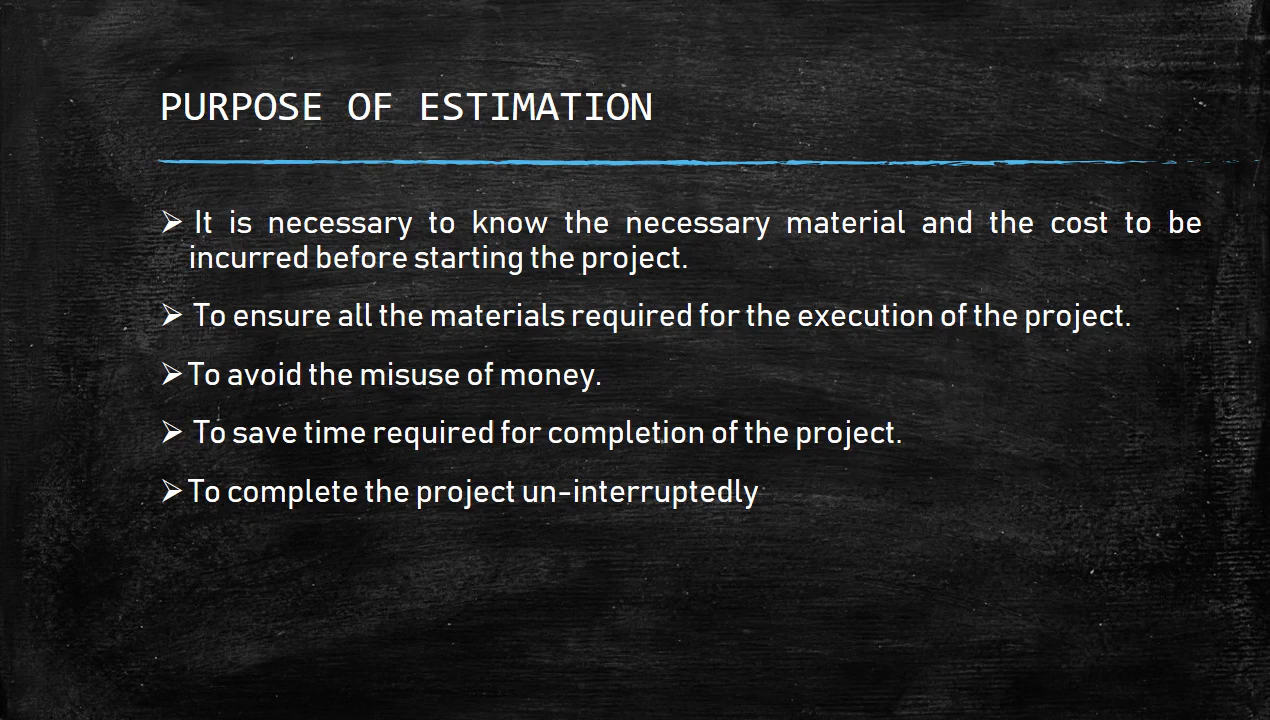 PURPOSE OF ESTIMATION
➢ It is necessary to know the necessary material and the cost to be
incurred before starting the project.
➢ To ensure all the materials required for the execution of the project.
➢ To avoid the misuse of money.
➢ To save time required for completion of the project.
➢ To complete the project un-interruptedly